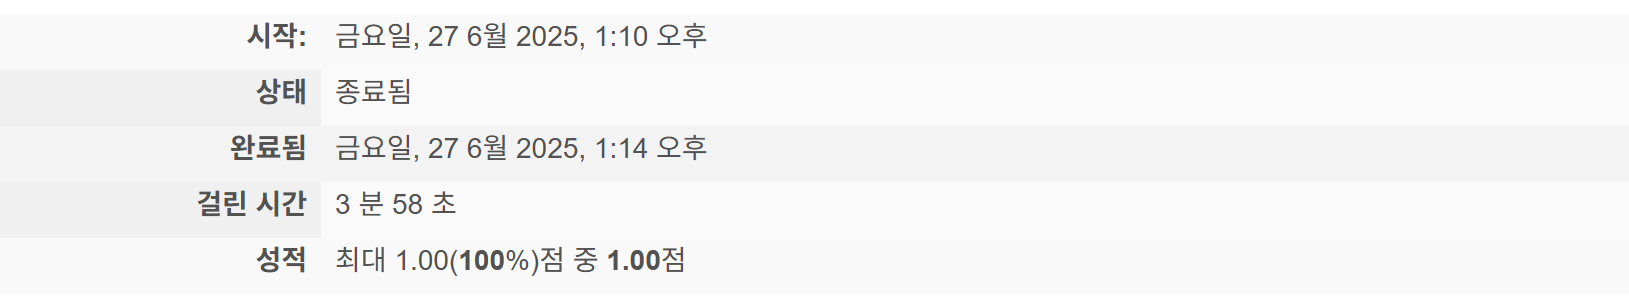 시작: 금요일, 27 6월 2025, 1:10 오후
상태 종료됨
완료됨 금요일, 27 6월 2025, 1:14 오후
걸린 시간 3 분 58 초
성적 최대 1.00(100%)점 중 1.00점